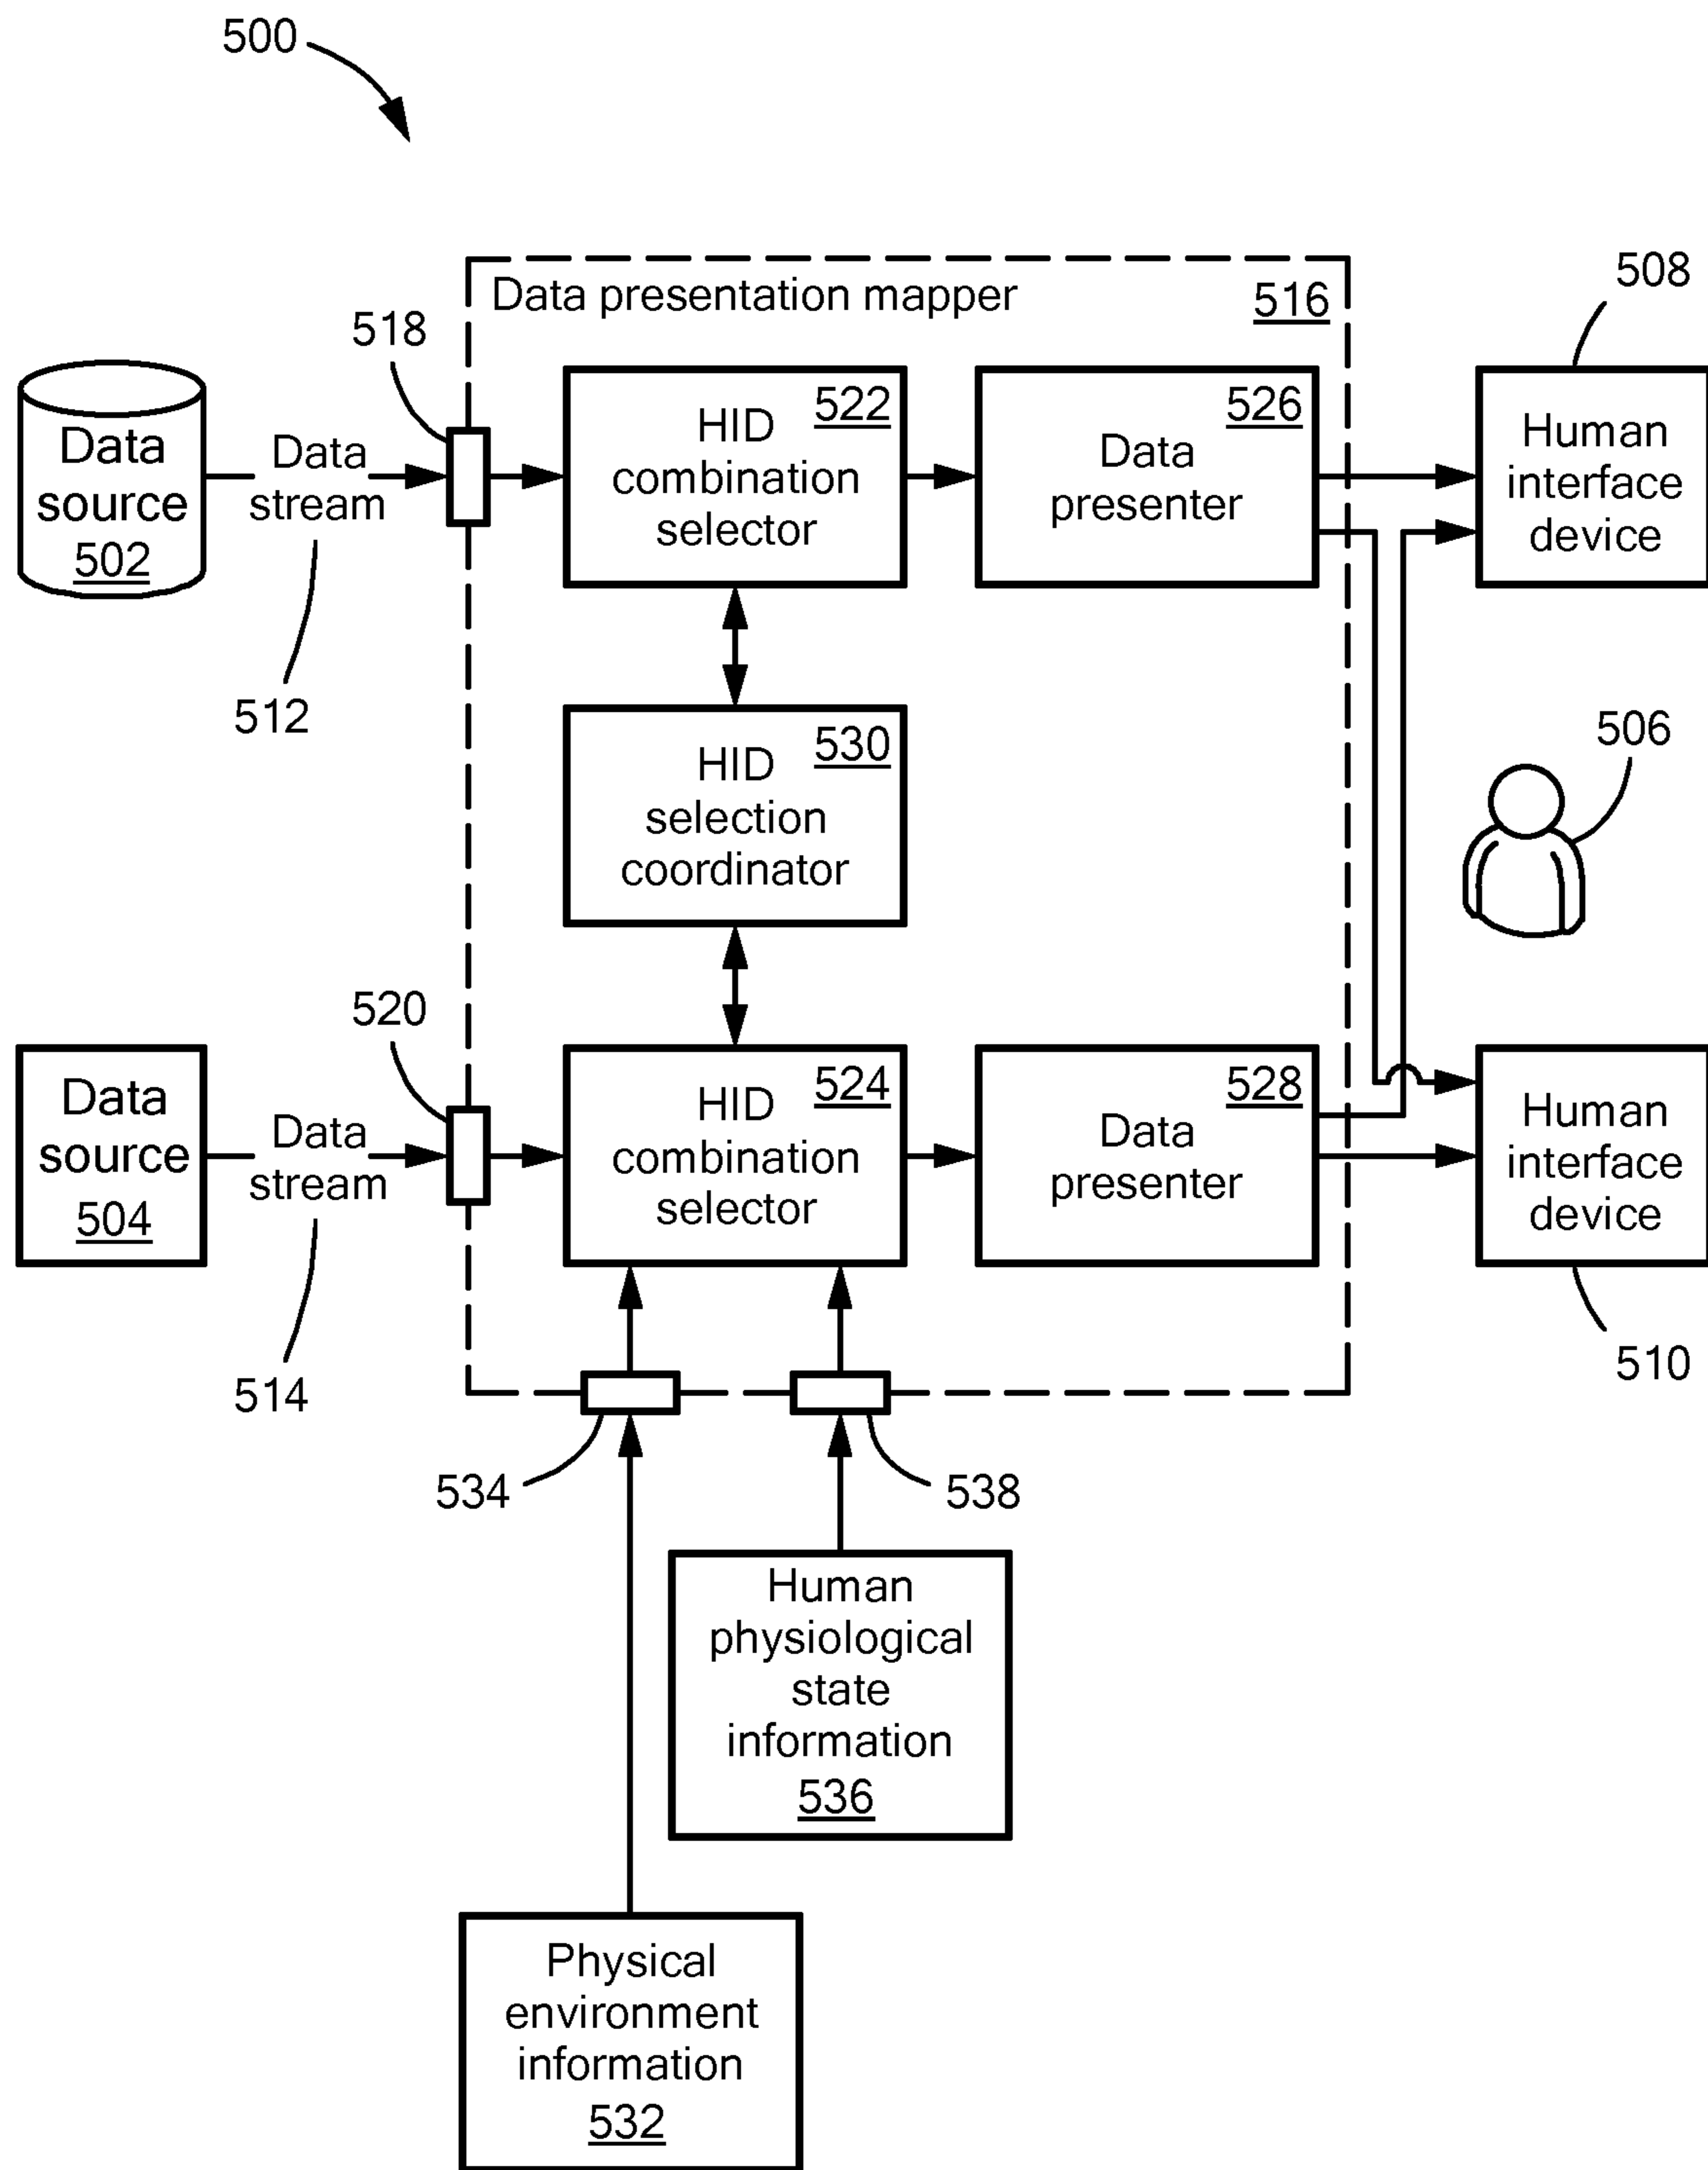 500
Data presentation mapper
516
508
518
Data
source
502
Data
stream
512
HID
combination
selector
522
Data
presenter
526
Human
interface
device
HID
selection
coordinator
530
506
520
Data
source
504
Data
stream
514
HID
combination
selector
524
Data
presenter
528
Human
interface
device
510
534
538
Human
physiological
state
information
536
Physical
environment
information
532